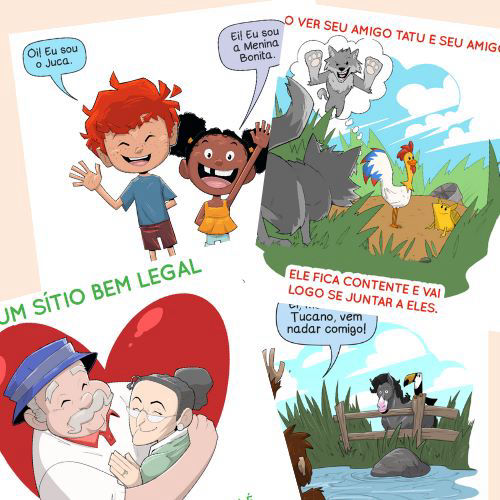 Oi! Eu sou
o Juca.
Ei! Eu sou
a Menina
Bonita.
O VER SEU AMIGO TATU E SEU AMIGO
ELE FICA CONTENTE E VAI
LOGO SE JUNTAR A ELES.
UM SÍTIO BEM LEGAL
Tucano, vem
nadar comigo!
É